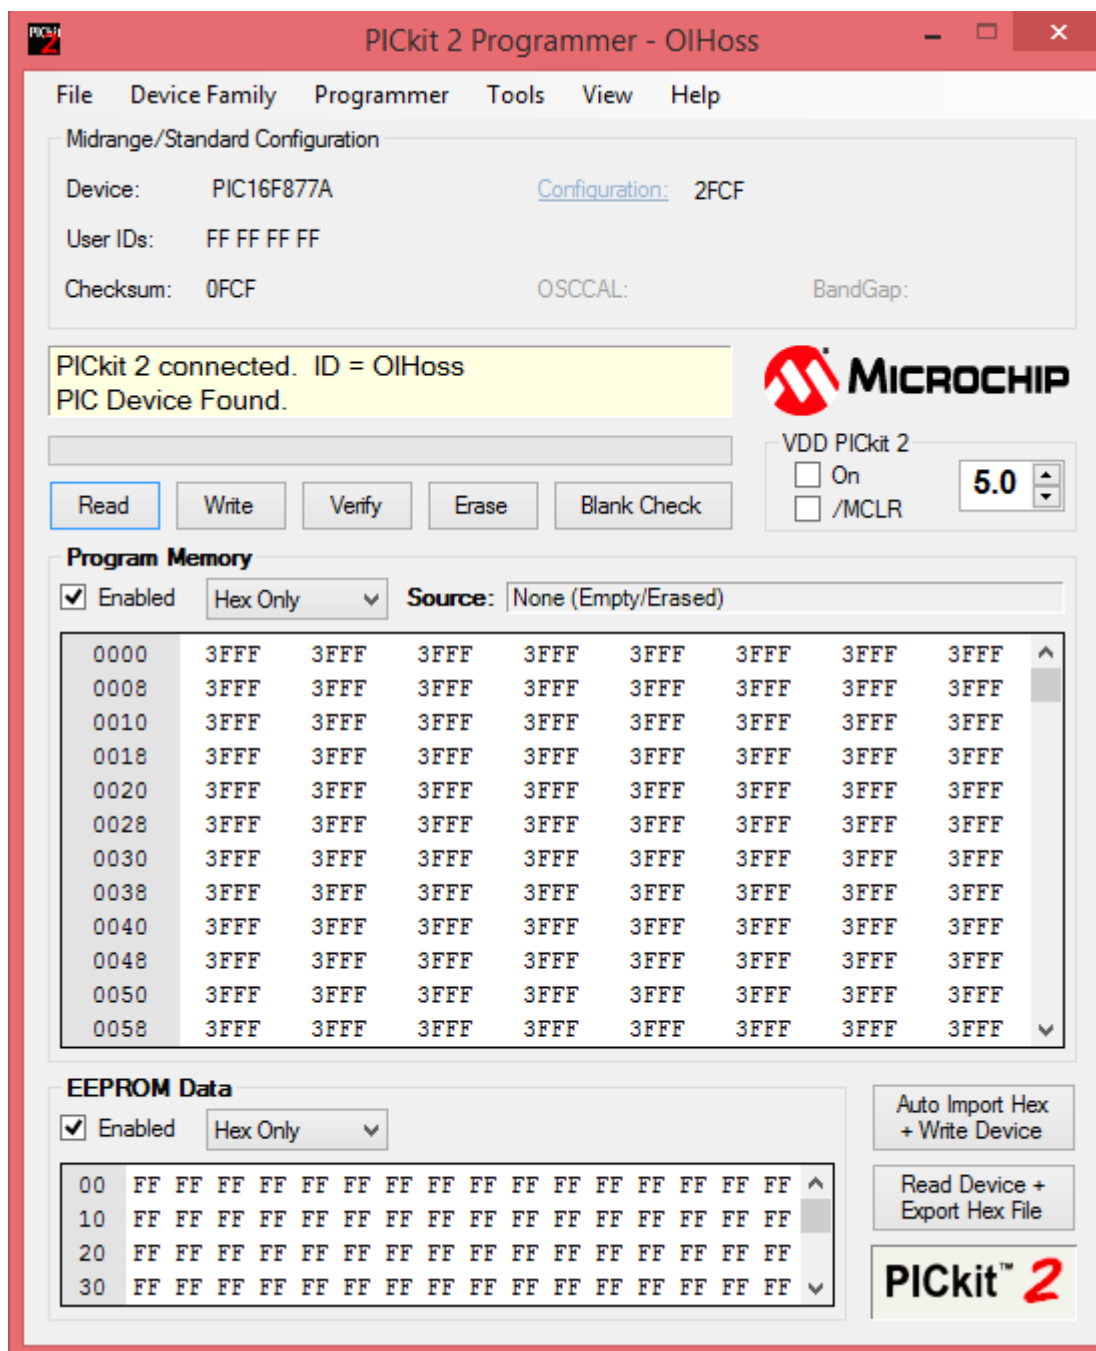 PICkit 2
PICkit 2 Programmer - OIHoss
File Device Family Programmer Tools View Help
Midrange/Standard Configuration
Device: PIC16F877A Configuration: 2FCF
User IDs: FF FF FF FF
Checksum: 0FCF OSCCAL: BandGap:
PICkit 2 connected. ID = OIHoss
PIC Device Found.
MICROCHIP
VDD PICkit 2
On
/MCLR
5.0
Read Write Verify Erase Blank Check
Program Memory
Enabled Hex Only Source: None (Empty/Erased)
0000 3FFF 3FFF 3FFF 3FFF 3FFF 3FFF 3FFF 3FFF
0008 3FFF 3FFF 3FFF 3FFF 3FFF 3FFF 3FFF 3FFF
0010 3FFF 3FFF 3FFF 3FFF 3FFF 3FFF 3FFF 3FFF
0018 3FFF 3FFF 3FFF 3FFF 3FFF 3FFF 3FFF 3FFF
0020 3FFF 3FFF 3FFF 3FFF 3FFF 3FFF 3FFF 3FFF
0028 3FFF 3FFF 3FFF 3FFF 3FFF 3FFF 3FFF 3FFF
0030 3FFF 3FFF 3FFF 3FFF 3FFF 3FFF 3FFF 3FFF
0038 3FFF 3FFF 3FFF 3FFF 3FFF 3FFF 3FFF 3FFF
0040 3FFF 3FFF 3FFF 3FFF 3FFF 3FFF 3FFF 3FFF
0048 3FFF 3FFF 3FFF 3FFF 3FFF 3FFF 3FFF 3FFF
0050 3FFF 3FFF 3FFF 3FFF 3FFF 3FFF 3FFF 3FFF
0058 3FFF 3FFF 3FFF 3FFF 3FFF 3FFF 3FFF 3FFF
EEPROM Data
Enabled Hex Only
00 FF FF FF FF FF FF FF FF FF FF FF FF FF FF FF FF
10 FF FF FF FF FF FF FF FF FF FF FF FF FF FF FF FF
20 FF FF FF FF FF FF FF FF FF FF FF FF FF FF FF FF
30 FF FF FF FF FF FF FF FF FF FF FF FF FF FF FF FF
Auto Import Hex
+ Write Device
Read Device +
Export Hex File
PICkit™ 2